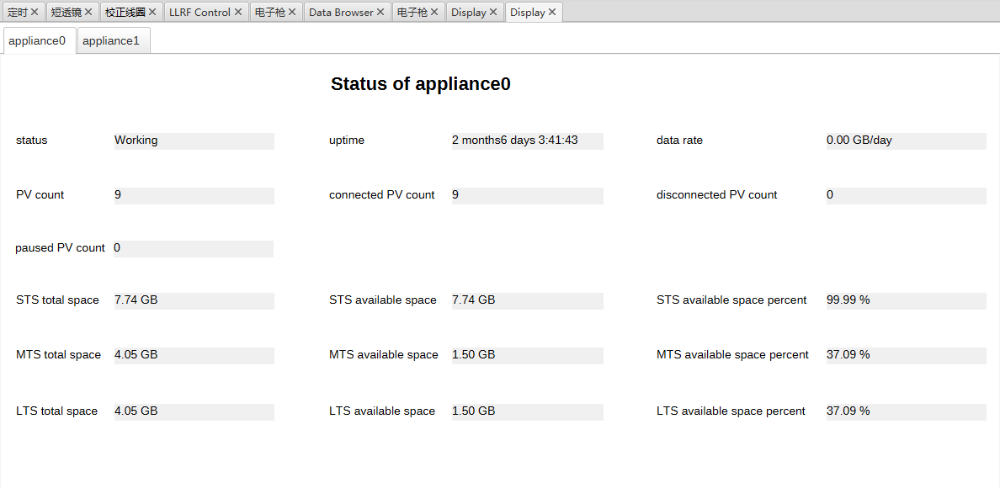 定时 短透镜 校正线圈 LLRF Control 电子枪 Data Browser 电子枪 Display Display
appliance0 appliance1
Status of appliance0
status Working uptime 2 months6 days 3:41:43 data rate 0.00 GB/day
PV count 9 connected PV count 9 disconnected PV count 0
paused PV count 0
STS total space 7.74 GB STS available space 7.74 GB STS available space percent 99.99 %
MTS total space 4.05 GB MTS available space 1.50 GB MTS available space percent 37.09 %
LTS total space 4.05 GB LTS available space 1.50 GB LTS available space percent 37.09 %